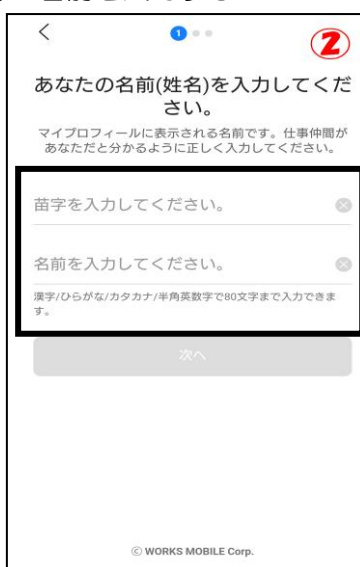 1
②
あなたの名前(姓名)を入力してくだ
さい。
マイプロフィールに表示される名前です。仕事仲間が
あなただと分かるように正しく入力してください。
苗字を入力してください。
名前を入力してください。
漢字/ひらがな/カタカナ/半角英数字で80文字まで入力できま
す。
次へ
© WORKS MOBILE Corp.